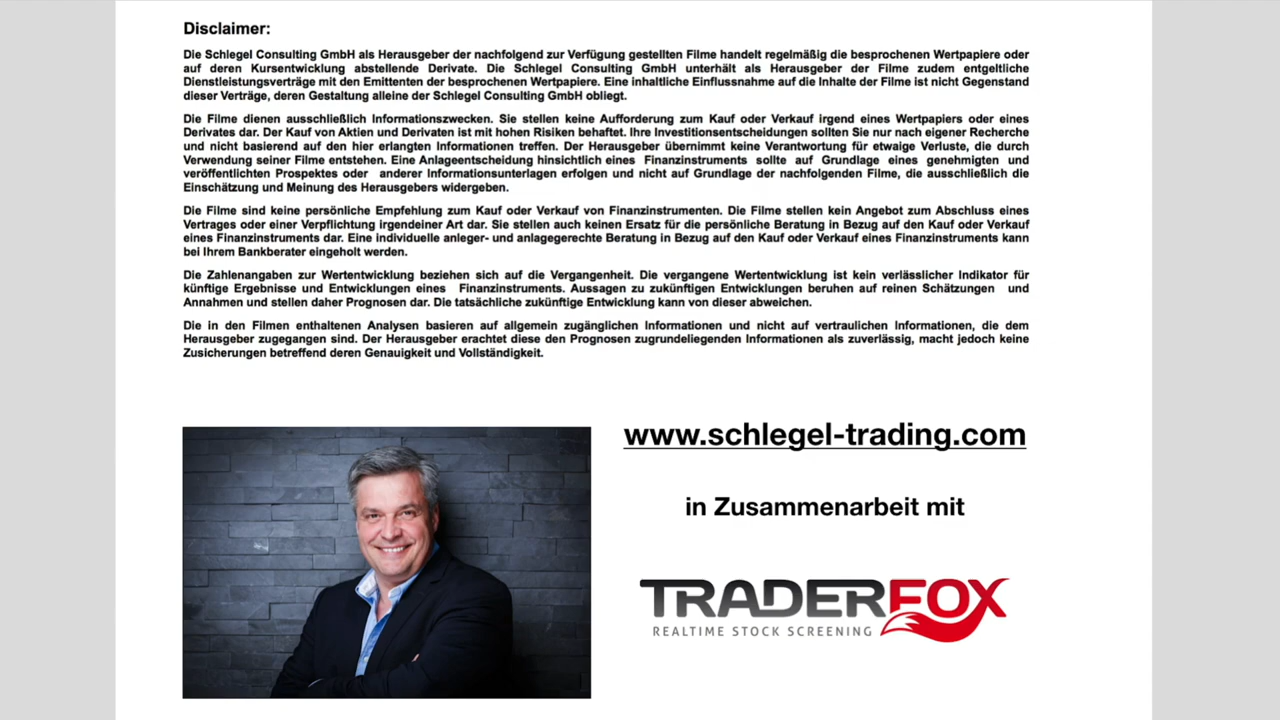 Disclaimer:
Die Schlegel Consulting GmbH als Herausgeber der nachfolgend zur Verfügung gestellten Filme handelt regelmäßig die besprochenen Wertpapiere oder
auf deren Kursentwicklung abstellende Derivate. Die Schlegel Consulting GmbH unterhält als Herausgeber der Filme zudem entgeltliche
Dienstleistungsverträge mit den Emittenten der besprochenen Wertpapiere. Eine inhaltliche Einflussnahme auf die Inhalte der Filme ist nicht Gegenstand
dieser Verträge, deren Gestaltung alleine der Schlegel Consulting GmbH obliegt.
Die Filme dienen ausschließlich Informationszwecken. Sie stellen keine Aufforderung zum Kauf oder Verkauf irgend eines Wertpapiers oder eines
Derivates dar. Der Kauf von Aktien und Derivaten ist mit hohen Risiken behaftet. Ihre Investitionsentscheidungen sollten Sie nur nach eigener Recherche
und nicht basierend auf den hier erlangten Informationen treffen. Der Herausgeber übernimmt keine Verantwortung für etwaige Verluste, die durch
Verwendung seiner Filme entstehen. Eine Anlageentscheidung hinsichtlich eines Finanzinstruments sollte auf Grundlage eines genehmigten und
veröffentlichten Prospektes oder anderer Informationsunterlagen erfolgen und nicht auf Grundlage der nachfolgenden Filme, die ausschließlich die
Einschätzung und Meinung des Herausgebers widergeben.
Die Filme sind keine persönliche Empfehlung zum Kauf oder Verkauf von Finanzinstrumenten. Die Filme stellen kein Angebot zum Abschluss eines
Vertrages oder einer Verpflichtung irgendeiner Art dar. Sie stellen auch keinen Ersatz für die persönliche Beratung in Bezug auf den Kauf oder Verkauf
eines Finanzinstruments dar. Eine individuelle anleger- und anlagegerechte Beratung in Bezug auf den Kauf oder Verkauf eines Finanzinstruments kann
bei Ihrem Bankberater eingeholt werden.
Die Zahlenangaben zur Wertentwicklung beziehen sich auf die Vergangenheit. Die vergangene Wertentwicklung ist kein verlässlicher Indikator für
künftige Ergebnisse und Entwicklungen eines Finanzinstruments. Aussagen zu zukünftigen Entwicklungen beruhen auf reinen Schätzungen und
Annahmen und stellen daher Prognosen dar. Die tatsächliche zukünftige Entwicklung kann von dieser abweichen.
Die in den Filmen enthaltenen Analysen basieren auf allgemein zugänglichen Informationen und nicht auf vertraulichen Informationen, die dem
Herausgeber zugegangen sind. Der Herausgeber erachtet diese den Prognosen zugrundeliegenden Informationen als zuverlässig, macht jedoch keine
Zusicherungen betreffend deren Genauigkeit und Vollständigkeit.
www.schlegel-trading.com
in Zusammenarbeit mit
TRADERFOX
REALTIME STOCK SCREENING